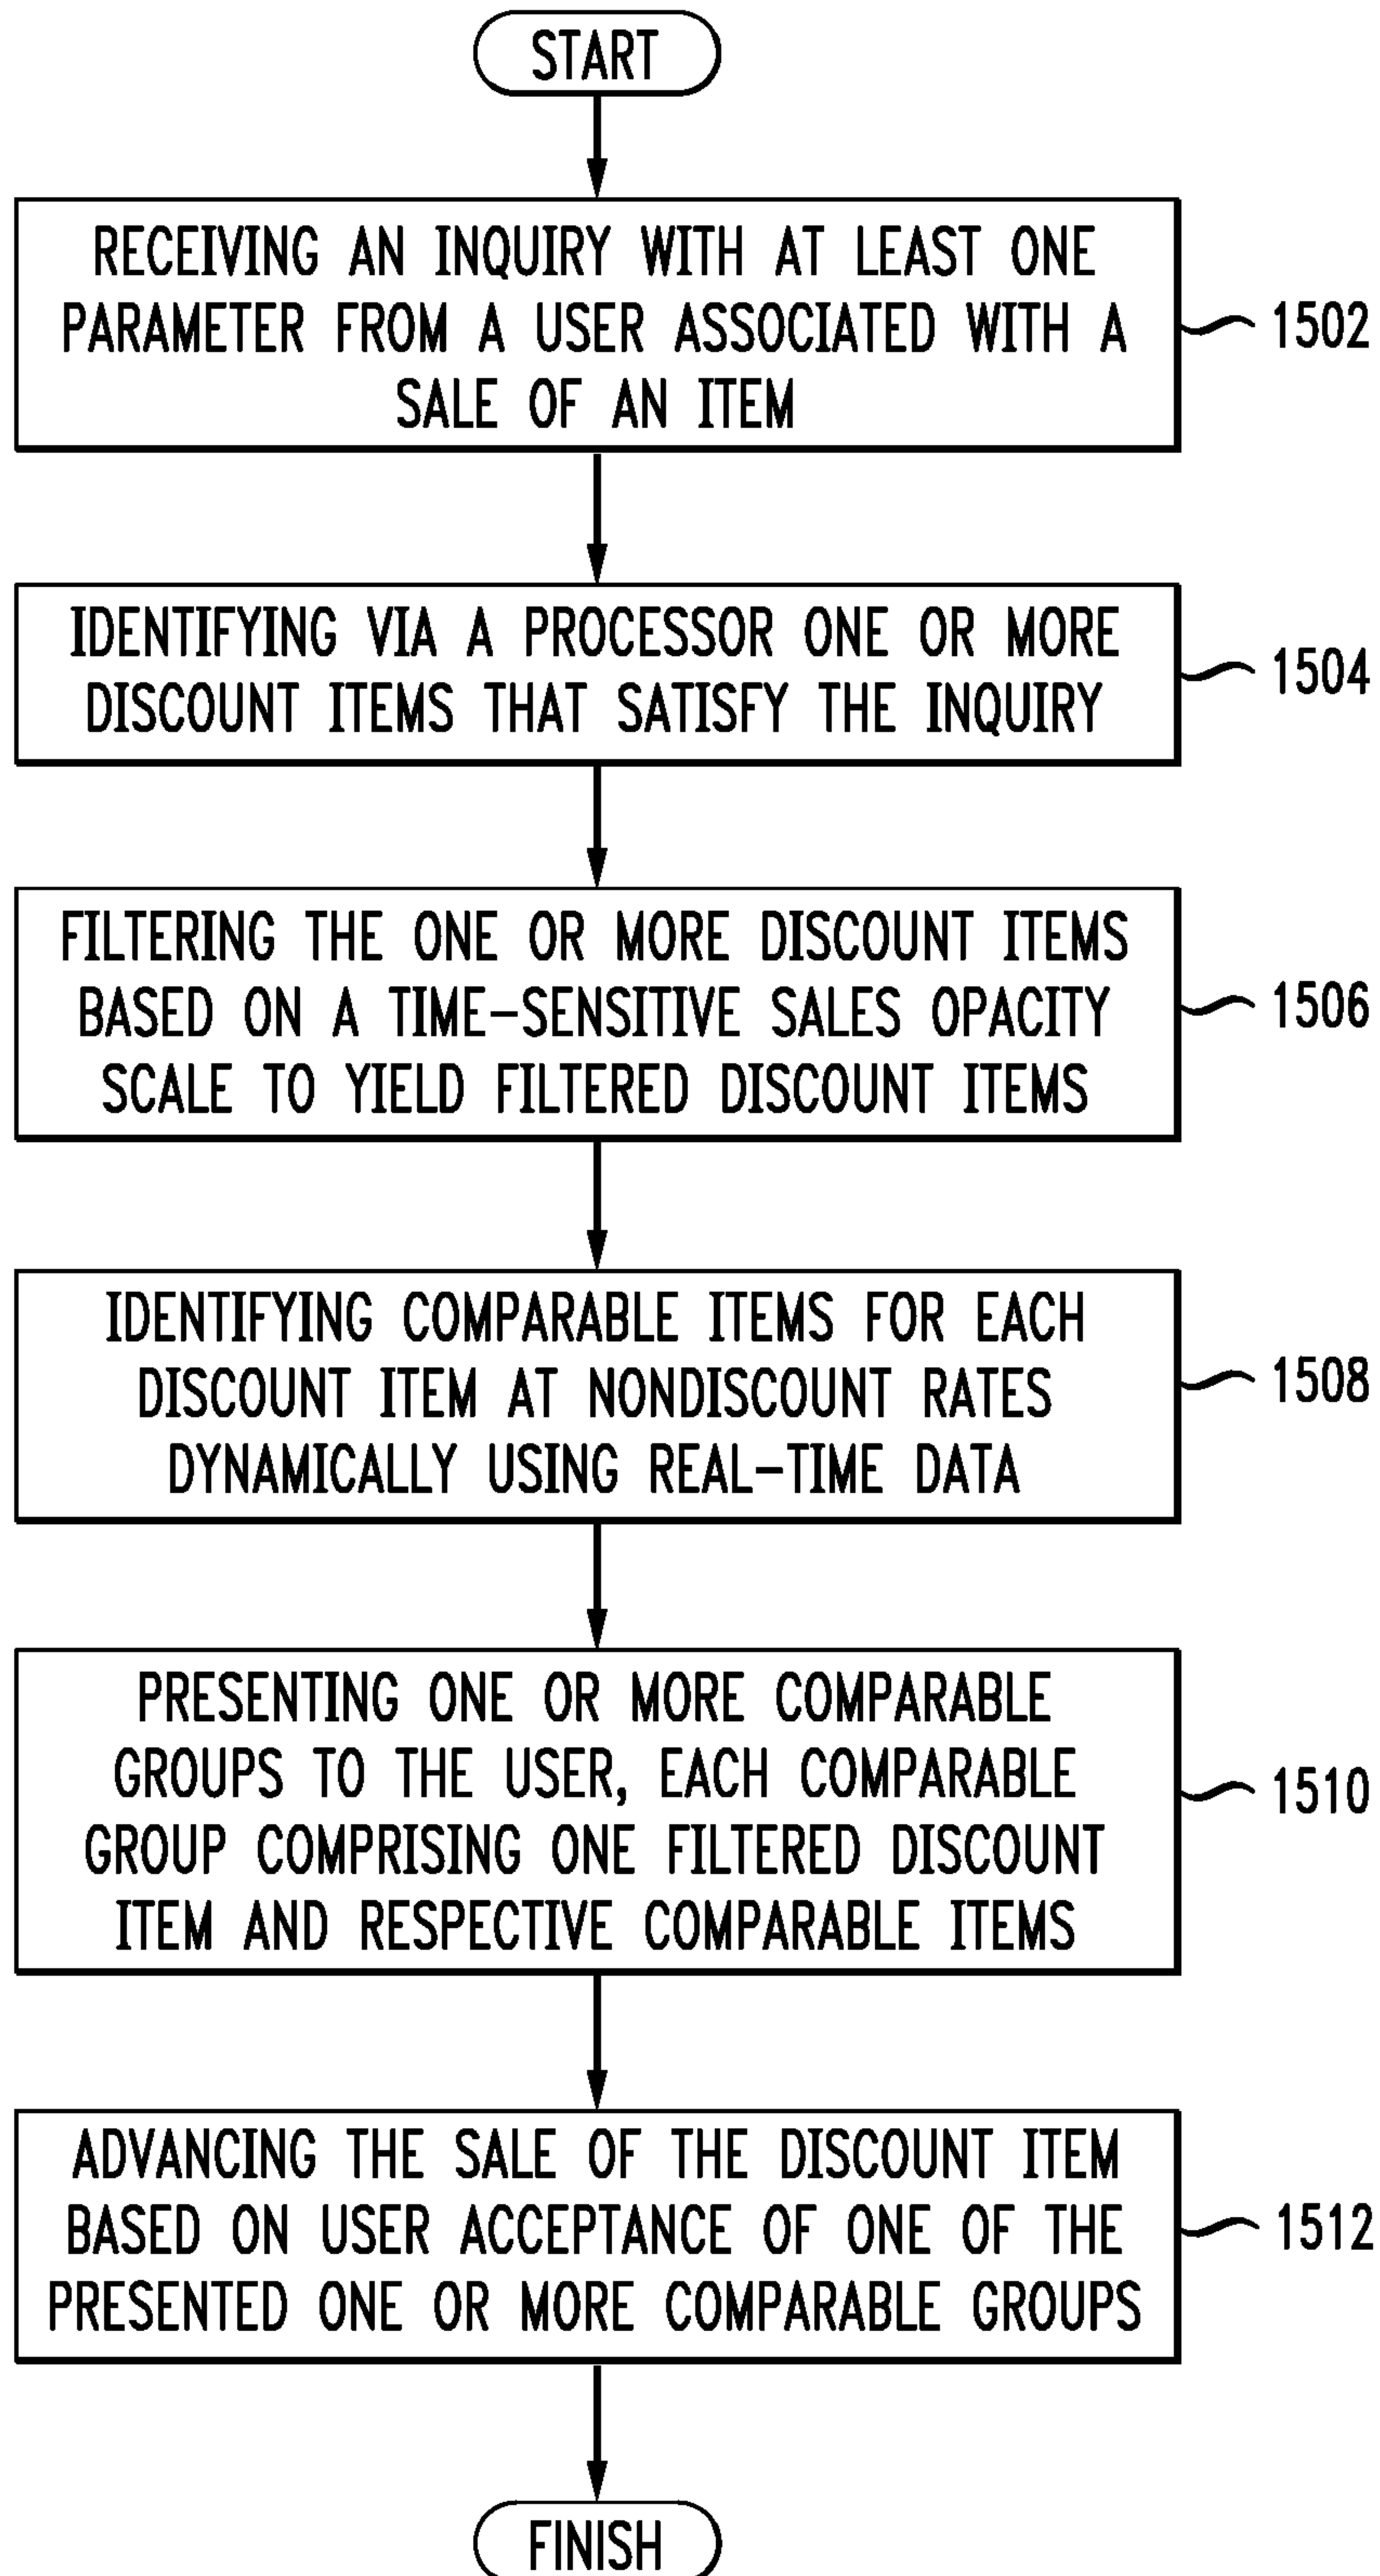 START
RECEIVING AN INQUIRY WITH AT LEAST ONE
PARAMETER FROM A USER ASSOCIATED WITH A
SALE OF AN ITEM
1502
IDENTIFYING VIA A PROCESSOR ONE OR MORE
DISCOUNT ITEMS THAT SATISFY THE INQUIRY
1504
FILTERING THE ONE OR MORE DISCOUNT ITEMS
BASED ON A TIME-SENSITIVE SALES OPACITY
SCALE TO YIELD FILTERED DISCOUNT ITEMS
1506
IDENTIFYING COMPARABLE ITEMS FOR EACH
DISCOUNT ITEM AT NONDISCOUNT RATES
DYNAMICALLY USING REAL-TIME DATA
1508
PRESENTING ONE OR MORE COMPARABLE
GROUPS TO THE USER, EACH COMPARABLE
GROUP COMPRISING ONE FILTERED DISCOUNT
ITEM AND RESPECTIVE COMPARABLE ITEMS
1510
ADVANCING THE SALE OF THE DISCOUNT ITEM
BASED ON USER ACCEPTANCE OF ONE OF THE
PRESENTED ONE OR MORE COMPARABLE GROUPS
1512
FINISH